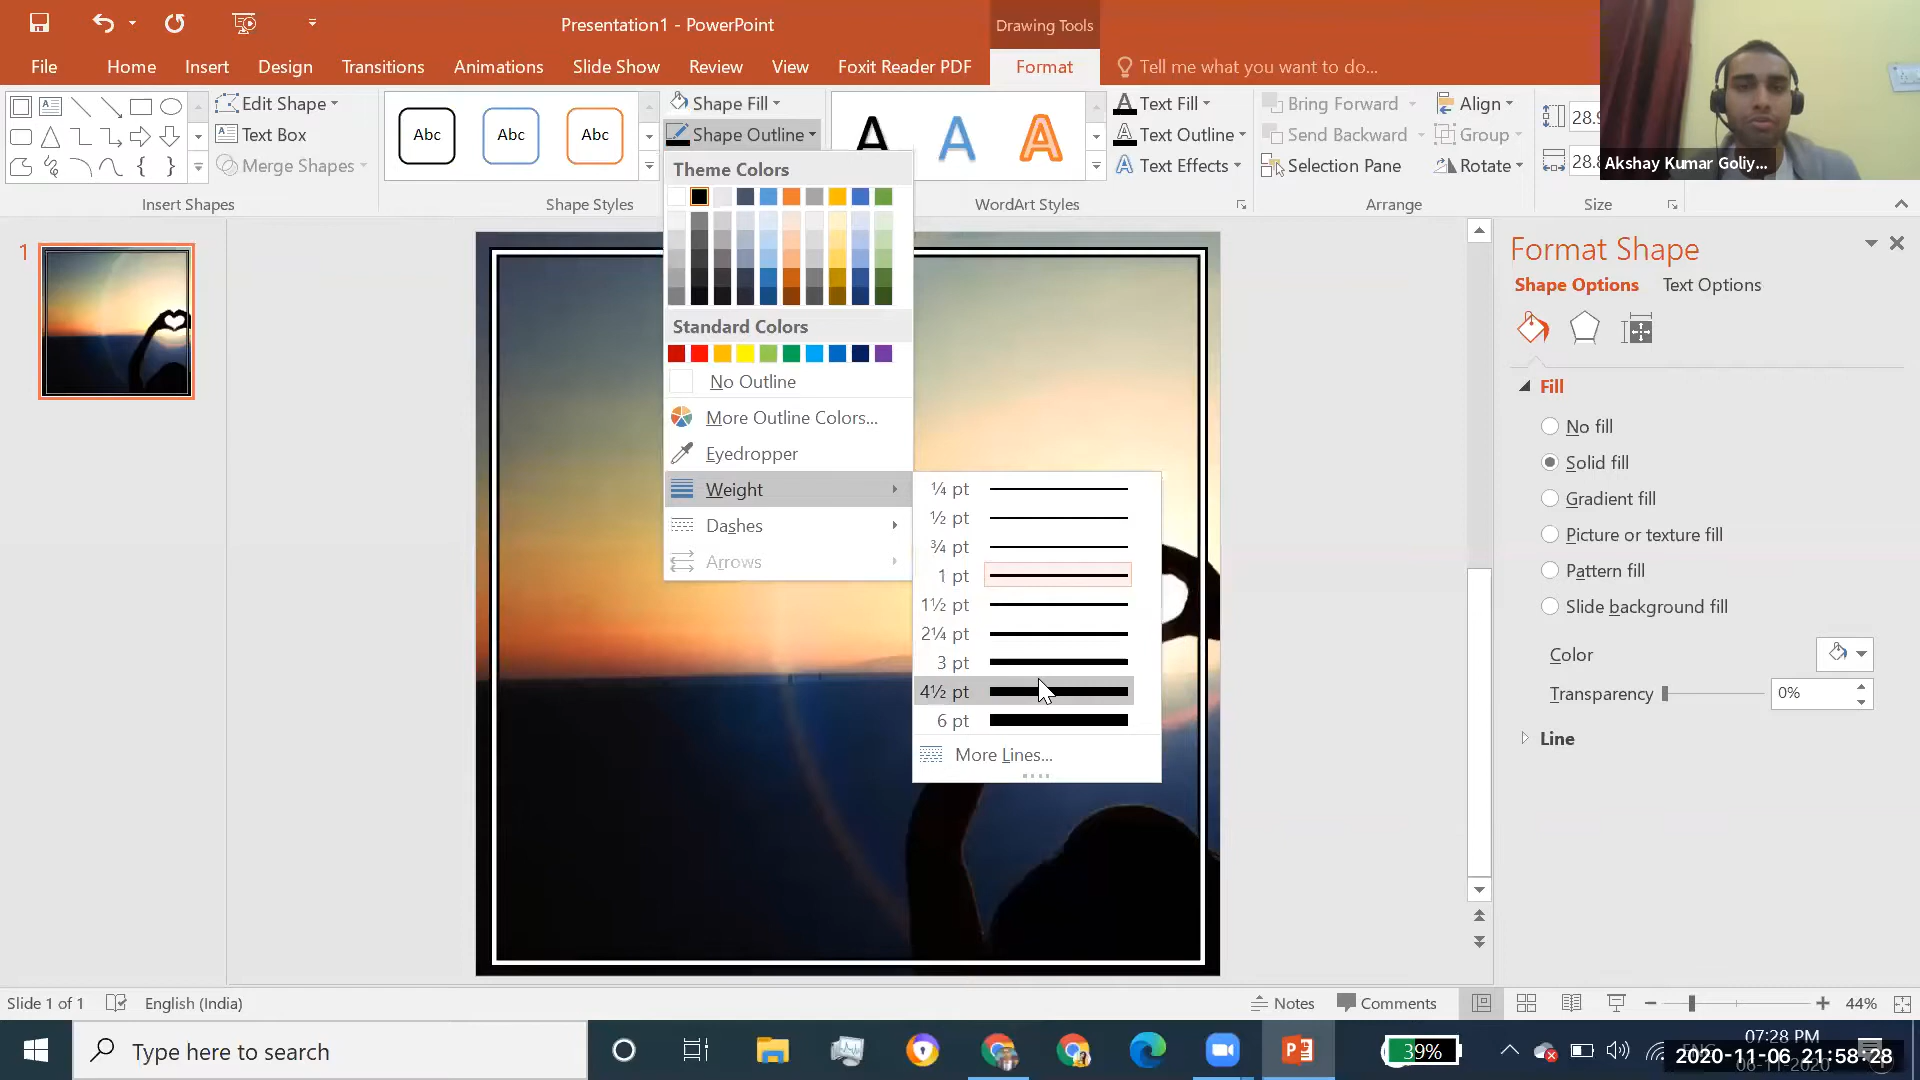 Presentation1 - PowerPoint
Drawing Tools
File
Home
Insert
Design
Transitions
Animations
Slide Show
Review
View
Foxit Reader PDF
Format
Tell me what you want to do...
Edit Shape
Text Box
Merge Shapes
Insert Shapes
Abc
Abc
Abc
Shape Styles
Shape Fill
Shape Outline
A
A
A
WordArt Styles
Text Fill
Text Outline
Text Effects
Bring Forward
Send Backward
Selection Pane
Align
Group
Rotate
Arrange
Size
Akshay Kumar Goliy...
1
Theme Colors
Standard Colors
No Outline
More Outline Colors...
Eyedropper
Weight
Dashes
Arrows
¼ pt
½ pt
¾ pt
1 pt
1½ pt
2¼ pt
3 pt
4½ pt
6 pt
More Lines...
Format Shape
Shape Options
Text Options
Fill
No fill
Solid fill
Gradient fill
Picture or texture fill
Pattern fill
Slide background fill
Color
Transparency
0%
Line
Slide 1 of 1
English (India)
Notes
Comments
44%
Type here to search
39%
07:28 PM
2020-11-06 21:58:28
06-11-2020